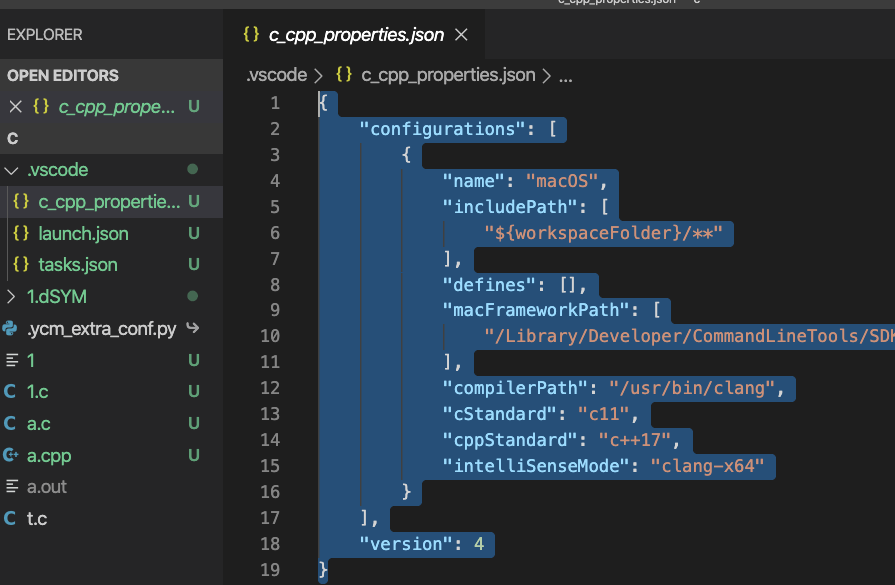 c_cpp_properties.json — c
EXPLORER
{} c_cpp_properties.json ×
OPEN EDITORS
.vscode > {} c_cpp_properties.json > ...
× {} c_cpp_prope... U
C
.vscode
{} c_cpp_propertie... U
{} launch.json U
{} tasks.json U
1.dSYM
.ycm_extra_conf.py
1 U
C 1.c U
C a.c U
C+ a.cpp U
a.out
C t.c
1 {
2 "configurations": [
3 {
4 "name": "macOS",
5 "includePath": [
6 "${workspaceFolder}/**"
7 ],
8 "defines": [],
9 "macFrameworkPath": [
10 "/Library/Developer/CommandLineTools/SDK
11 ],
12 "compilerPath": "/usr/bin/clang",
13 "cStandard": "c11",
14 "cppStandard": "c++17",
15 "intelliSenseMode": "clang-x64"
16 }
17 ],
18 "version": 4
19 }